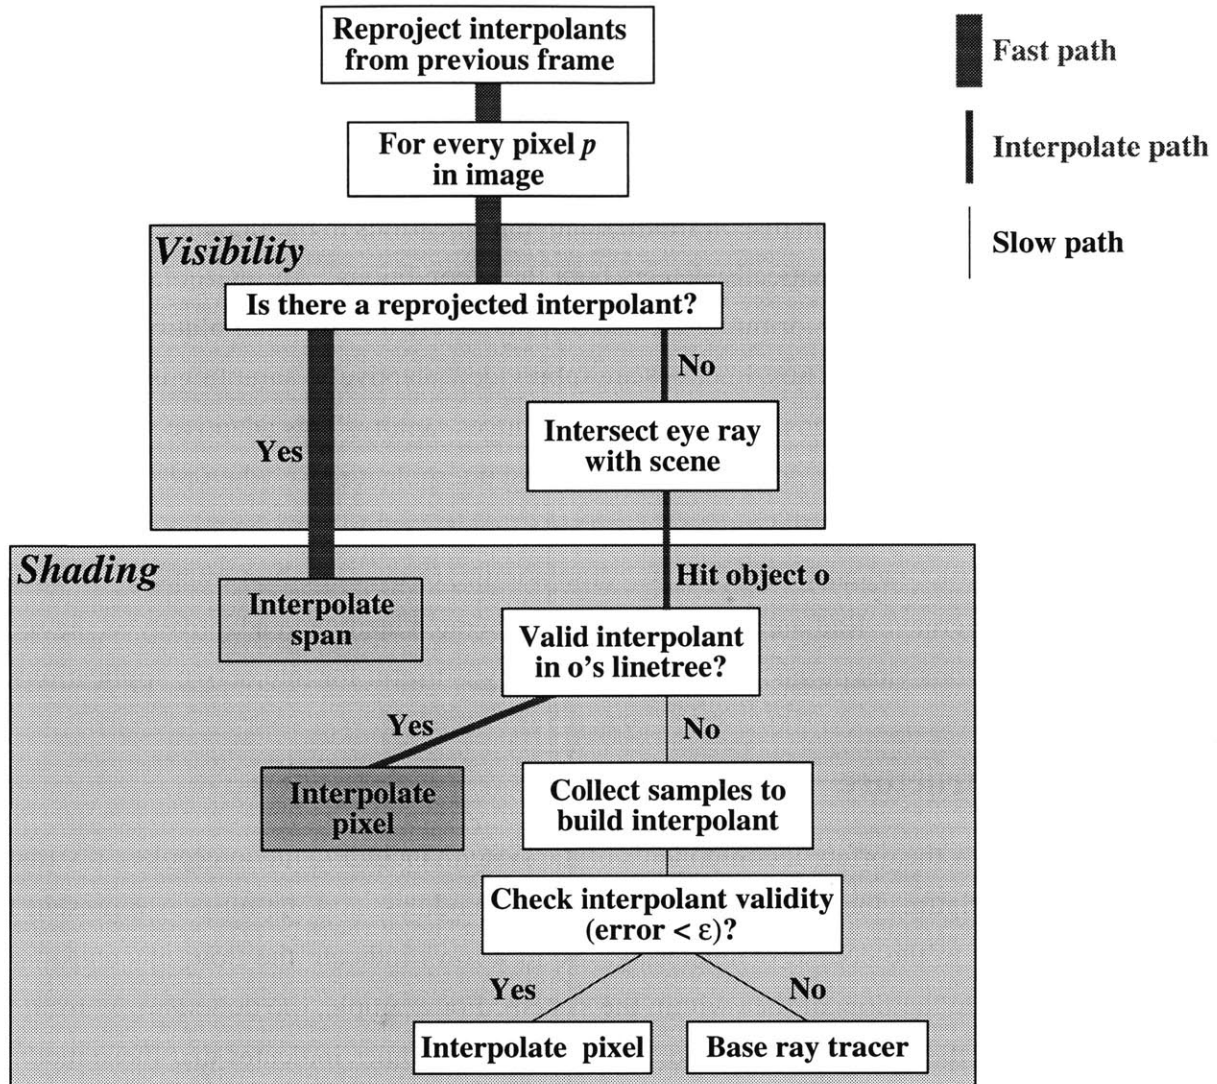 Reproject interpolants
from previous frame
Fast path
For every pixel p
in image
Interpolate path
Slow path
Visibility
Is there a reprojected interpolant?
No
Yes
Intersect eye ray
with scene
Shading
Hit object o
Interpolate
span
Valid interpolant
in o's linetree?
Yes
No
Interpolate
pixel
Collect samples to
build interpolant
Check interpolant validity
(error < ε)?
Yes
No
Interpolate pixel
Base ray tracer